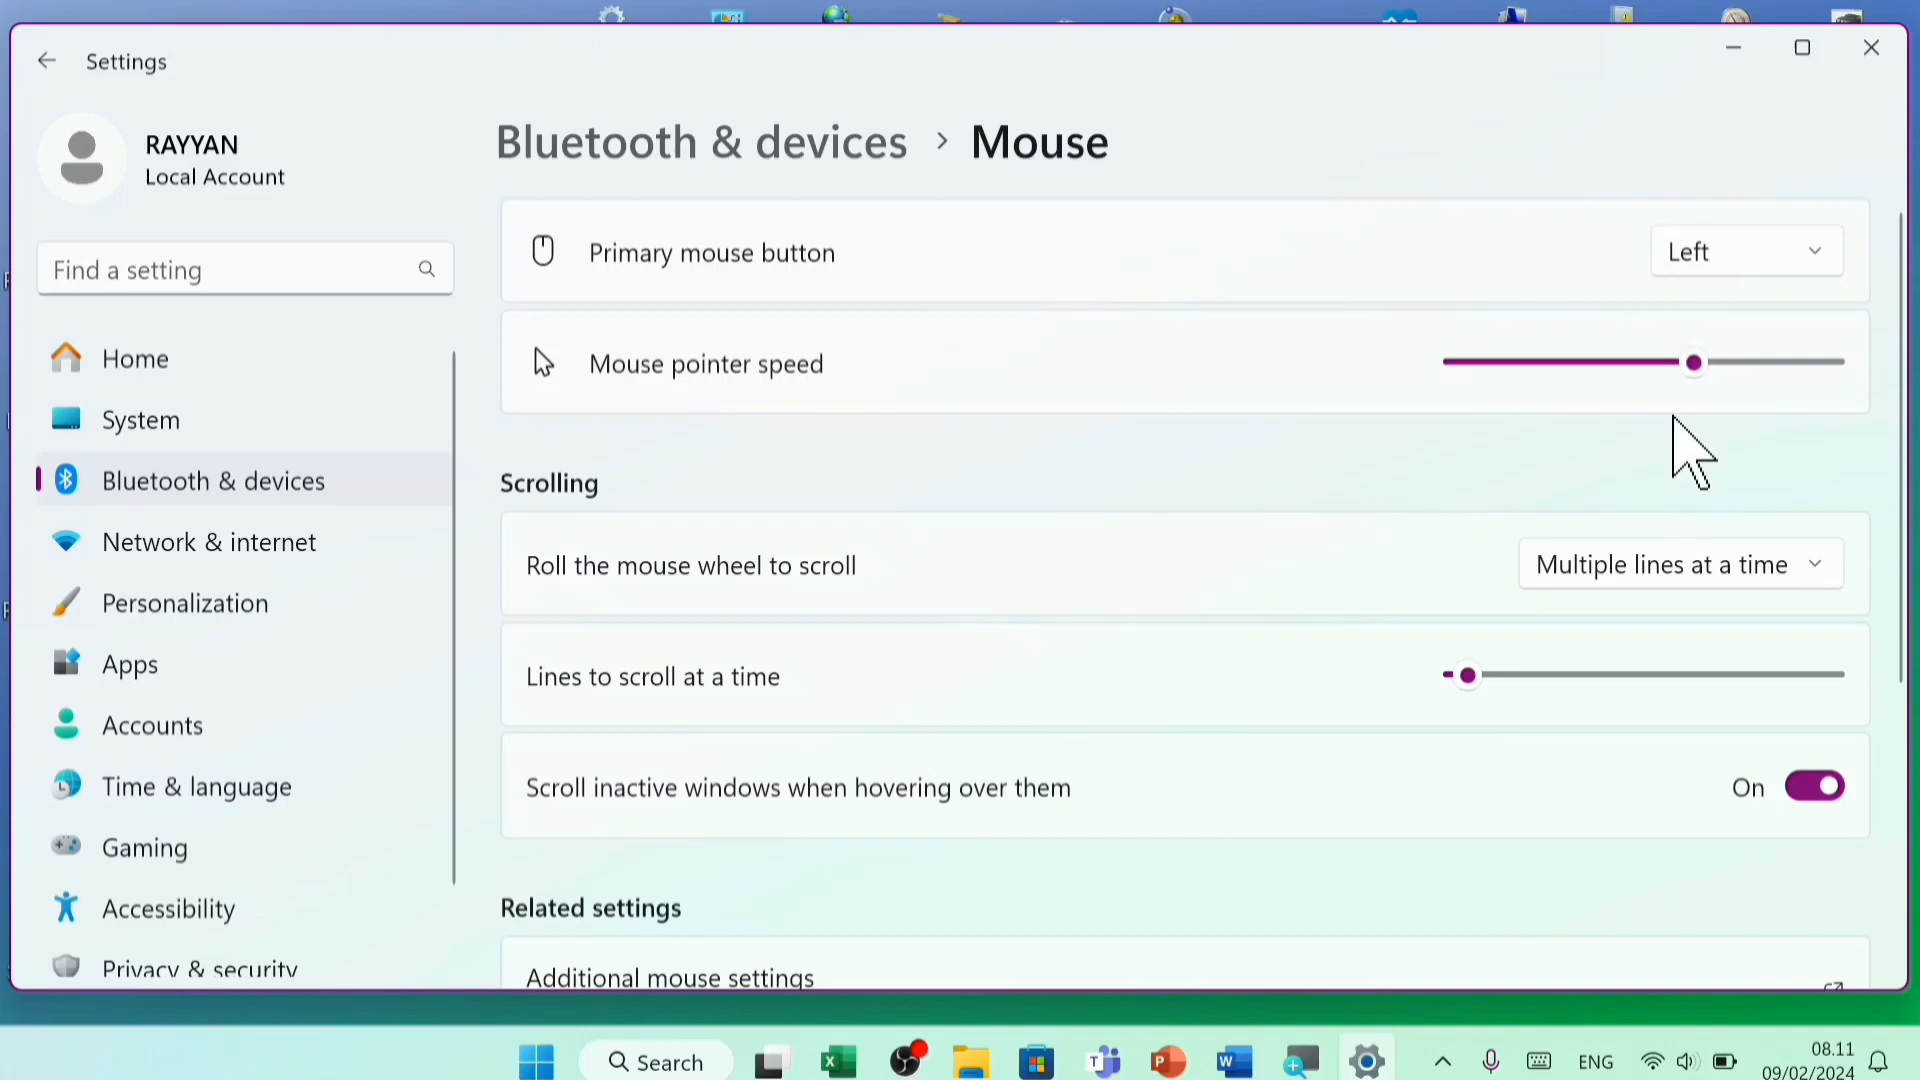 Settings
RAYYAN
Local Account
Find a setting
Home
System
Bluetooth & devices
Network & internet
Personalization
Apps
Accounts
Time & language
Gaming
Accessibility
Privacy & security
Bluetooth & devices > Mouse
Primary mouse button
Left
Mouse pointer speed
Scrolling
Roll the mouse wheel to scroll
Multiple lines at a time
Lines to scroll at a time
Scroll inactive windows when hovering over them
On
Related settings
Additional mouse settings
Search
ENG
08.11
09/02/2024